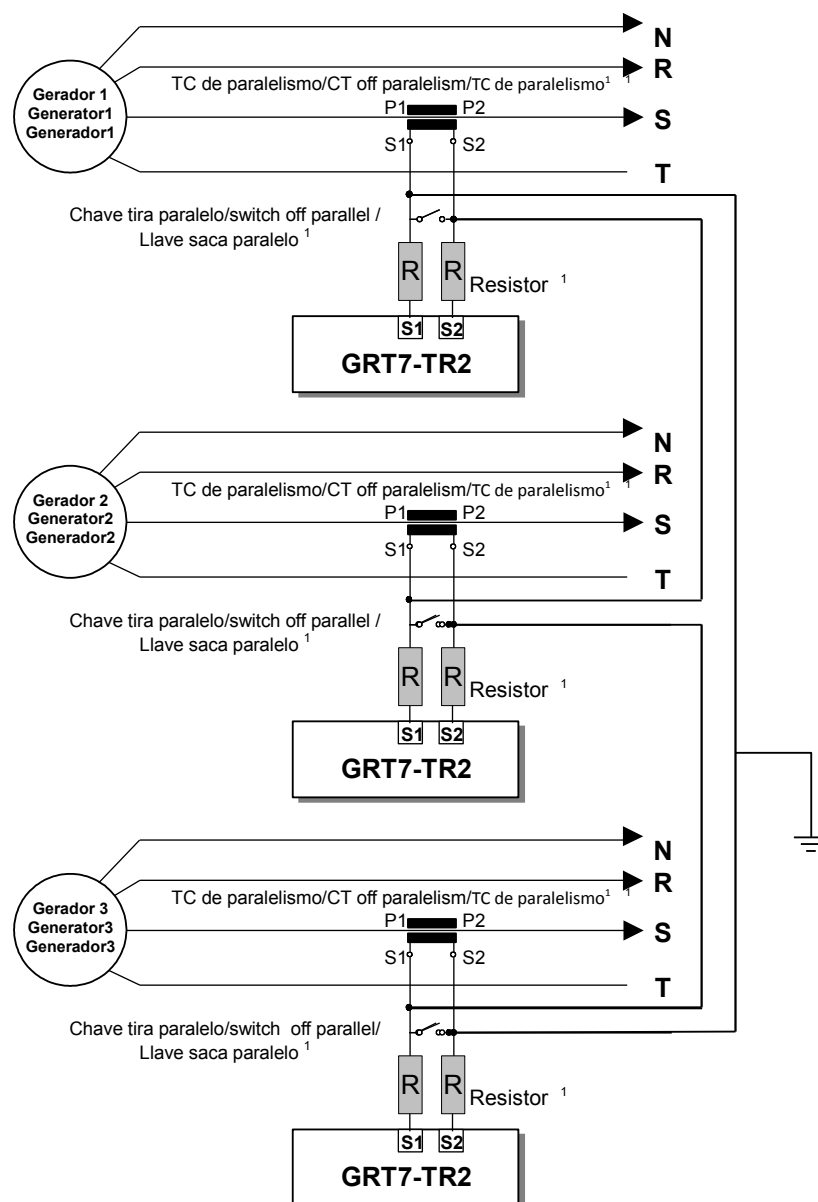 N
R
Gerador 1
Generator1
Generador1
TC de paralelismo/CT off paralelism/TC de paralelismo¹ ¹
P1 P2
S
S1 S2
T
Chave tira paralelo/switch off parallel /
Llave saca paralelo ¹
R R
Resistor ¹
S1 S2
GRT7-TR2
N
R
Gerador 2
Generator2
Generador2
TC de paralelismo/CT off paralelism/TC de paralelismo¹ ¹
P1 P2
S
S1 S2
T
Chave tira paralelo/switch off parallel /
Llave saca paralelo ¹
R R
Resistor ¹
S1 S2
GRT7-TR2
N
R
Gerador 3
Generator3
Generador3
TC de paralelismo/CT off paralelism/TC de paralelismo¹ ¹
P1 P2
S
S1 S2
T
Chave tira paralelo/switch off parallel/
Llave saca paralelo ¹
R R
Resistor ¹
S1 S2
GRT7-TR2